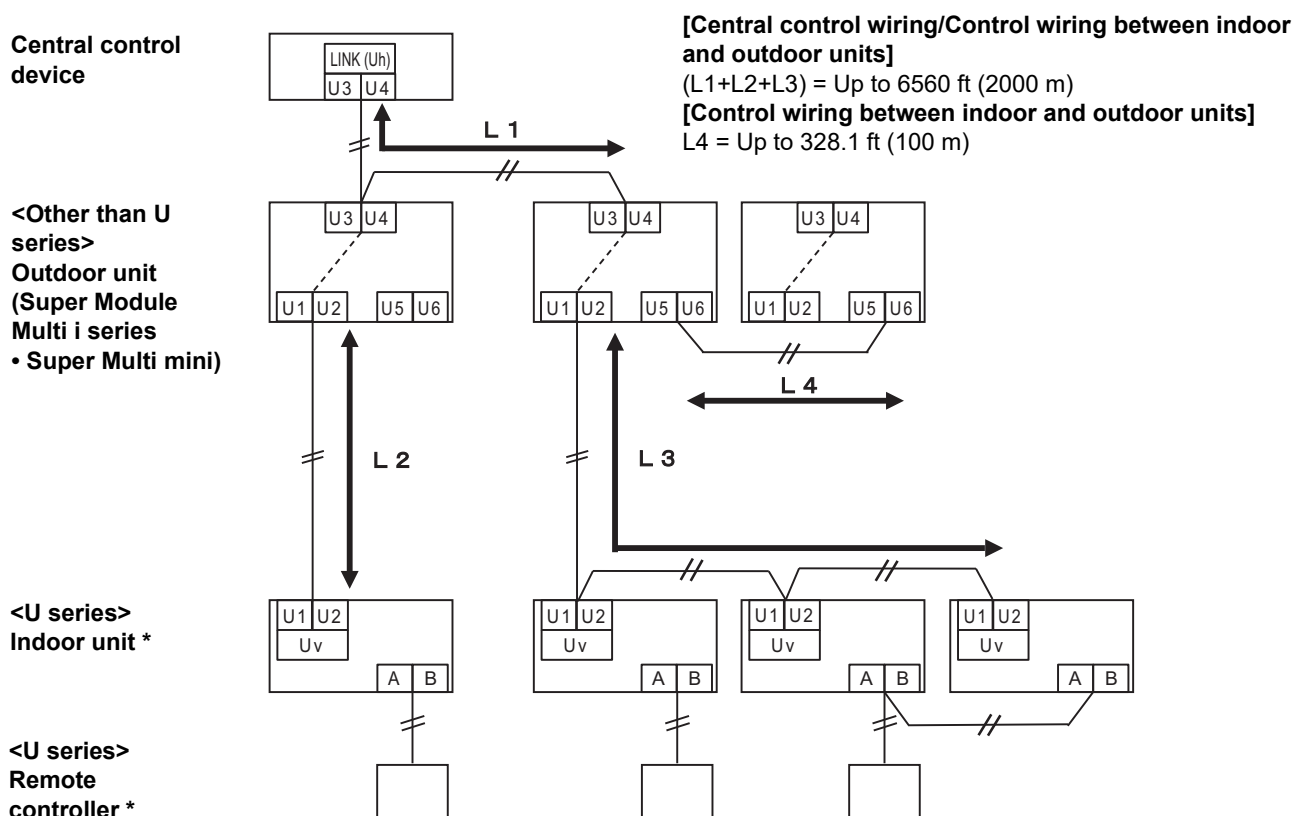 Central control
device
LINK (Uh)
U3 U4
[Central control wiring/Control wiring between indoor
and outdoor units]
(L1+L2+L3) = Up to 6560 ft (2000 m)
[Control wiring between indoor and outdoor units]
L4 = Up to 328.1 ft (100 m)
L 1
<Other than U
series>
Outdoor unit
(Super Module
Multi i series
• Super Multi mini)
U3 U4
U1 U2 U5 U6
U3 U4
U1 U2 U5 U6
U3 U4
U1 U2 U5 U6
L 4
L 2
L 3
<U series>
Indoor unit *
U1 U2
Uv
A B
U1 U2
Uv
A B
U1 U2
Uv
A B
U1 U2
Uv
A B
<U series>
Remote
controller *